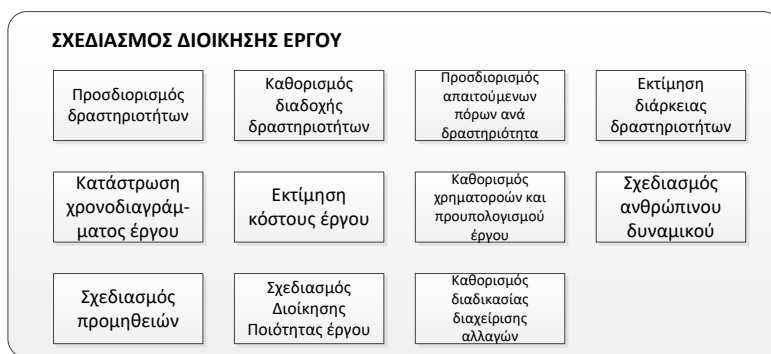 ΣΧΕΔΙΑΣΜΟΣ ΔΙΟΙΚΗΣΗΣ ΕΡΓΟΥ
Προσδιορισμός
δραστηριοτήτων
Καθορισμός
διαδοχής
δραστηριοτήτων
Προσδιορισμός
απαιτούμενων
πόρων ανά
δραστηριότητα
Εκτίμηση
διάρκειας
δραστηριοτήτων
Κατάστρωση
χρονοδιαγράμ-
ματος έργου
Εκτίμηση
κόστους έργου
Καθορισμός
χρηματοροών και
προυπολογισμού
έργου
Σχεδιασμός
ανθρώπινου
δυναμικού
Σχεδιασμός
προμηθειών
Σχεδιασμός
Διοίκησης
Ποιότητας έργου
Καθορισμός
διαδικασίας
διαχείρισης
αλλαγών